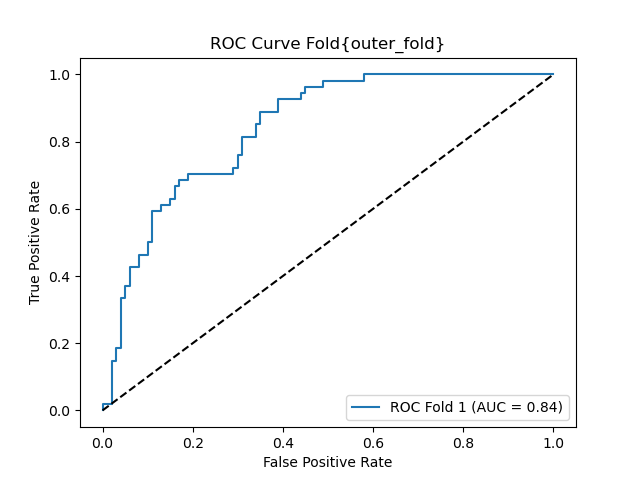 ROC Curve Fold{outer_fold}
1.0
0.8
0.6
0.4
0.2
0.0
True Positive Rate
ROC Fold 1 (AUC = 0.84)
0.0 0.2 0.4 0.6 0.8 1.0
False Positive Rate